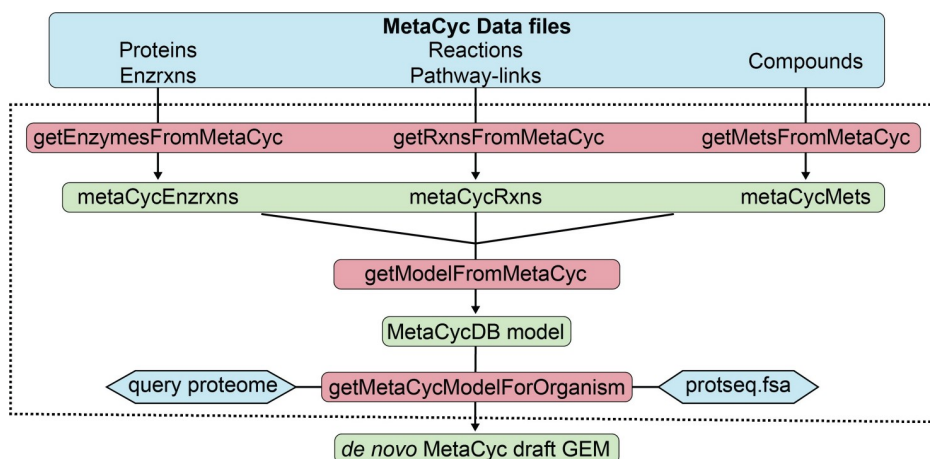 MetaCyc Data files
Proteins
Enzrxns
Reactions
Pathway-links
Compounds
getEnzymesFromMetaCyc
getRxnsFromMetaCyc
getMetsFromMetaCyc
metaCycEnzrxns
metaCycRxns
metaCycMets
getModelFromMetaCyc
MetaCycDB model
query proteome
getMetaCycModelForOrganism
protseq.fsa
de novo MetaCyc draft GEM